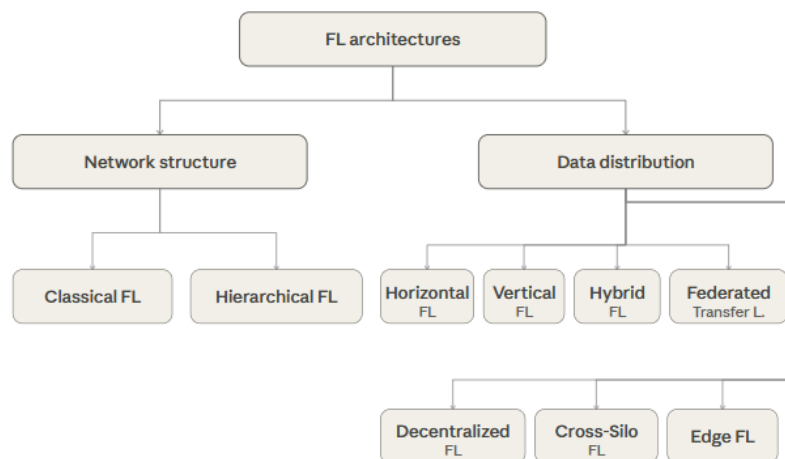 FL architectures
Network structure
Data distribution
Classical FL
Hierarchical FL
Horizontal
FL
Vertical
FL
Hybrid
FL
Federated
Transfer L.
Decentralized
FL
Cross-Silo
FL
Edge FL